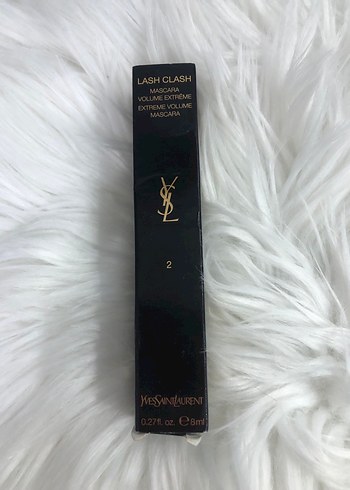 LASH CLASH
MASCARA
VOLUME EXTRÊME
EXTREME VOLUME
MASCARA
YSL
2
YVESSAINTLAURENT
0.27fl. oz. ℮ 8ml